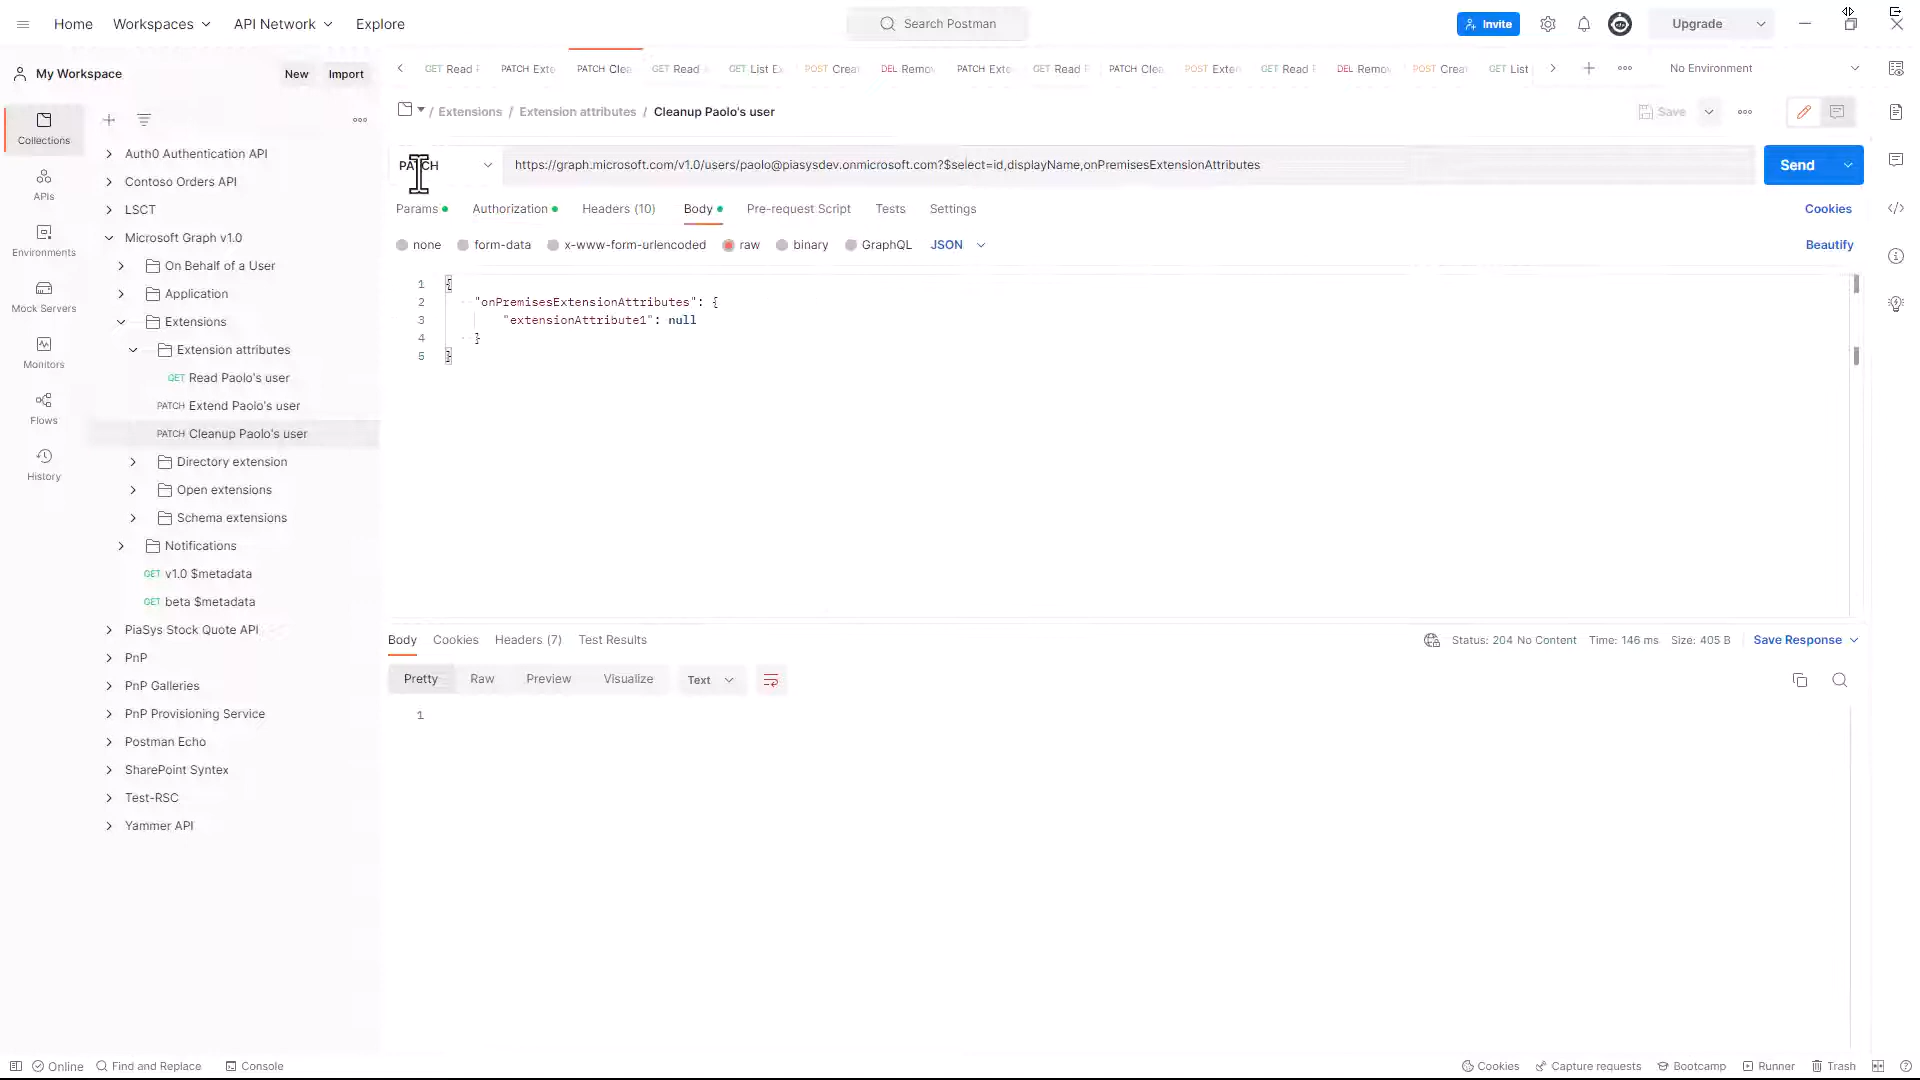 Home
Workspaces
API Network
Explore
Search Postman
Invite
Upgrade
My Workspace
New
Import
GET Read
PATCH Exte
PATCH Clea
GET Read
GET List Ex
POST Crea
DEL Remov
PATCH Exte
GET Read
PATCH Clea
POST Exten
GET Read
DEL Remov
POST Crea
GET List
No Environment
/ Extensions / Extension attributes / Cleanup Paolo's user
Save
PATCH
https://graph.microsoft.com/v1.0/users/paolo@piasysdev.onmicrosoft.com?$select=id,displayName,onPremisesExtensionAttributes
Send
Params
Authorization
Headers (10)
Body
Pre-request Script
Tests
Settings
Cookies
none
form-data
x-www-form-urlencoded
raw
binary
GraphQL
JSON
Beautify
1 {
2 "onPremisesExtensionAttributes": {
3 "extensionAttribute1": null
4 }
5 }
Collections
APIs
Environments
Mock Servers
Monitors
Flows
History
Auth0 Authentication API
Contoso Orders API
LSCT
Microsoft Graph v1.0
On Behalf of a User
Application
Extensions
Extension attributes
GET Read Paolo's user
PATCH Extend Paolo's user
PATCH Cleanup Paolo's user
Directory extension
Open extensions
Schema extensions
Notifications
GET v1.0 $metadata
GET beta $metadata
PiaSys Stock Quote API
PnP
PnP Galleries
PnP Provisioning Service
Postman Echo
SharePoint Syntex
Test-RSC
Yammer API
Body
Cookies
Headers (7)
Test Results
Status: 204 No Content
Time: 146 ms
Size: 405 B
Save Response
Pretty
Raw
Preview
Visualize
Text
1
Online
Find and Replace
Console
Cookies
Capture requests
Bootcamp
Runner
Trash